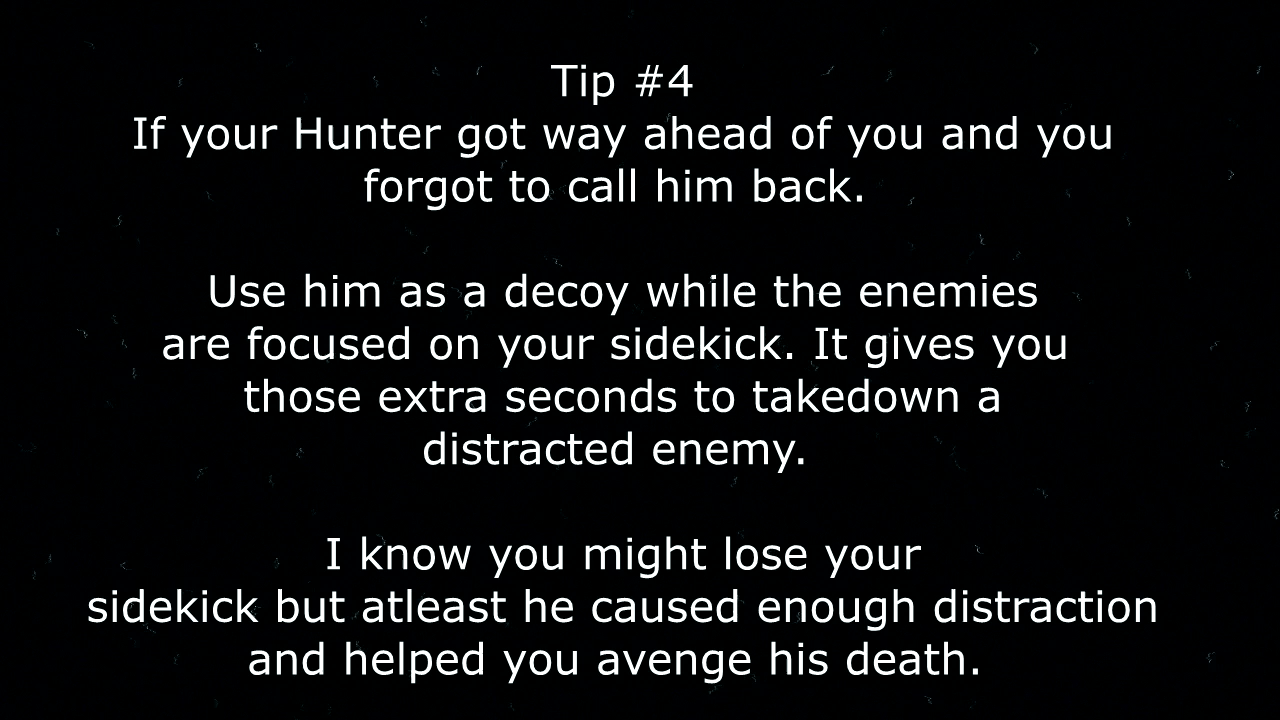 Tip #4
If your Hunter got way ahead of you and you
forgot to call him back.
Use him as a decoy while the enemies
are focused on your sidekick. It gives you
those extra seconds to takedown a
distracted enemy.
I know you might lose your
sidekick but atleast he caused enough distraction
and helped you avenge his death.